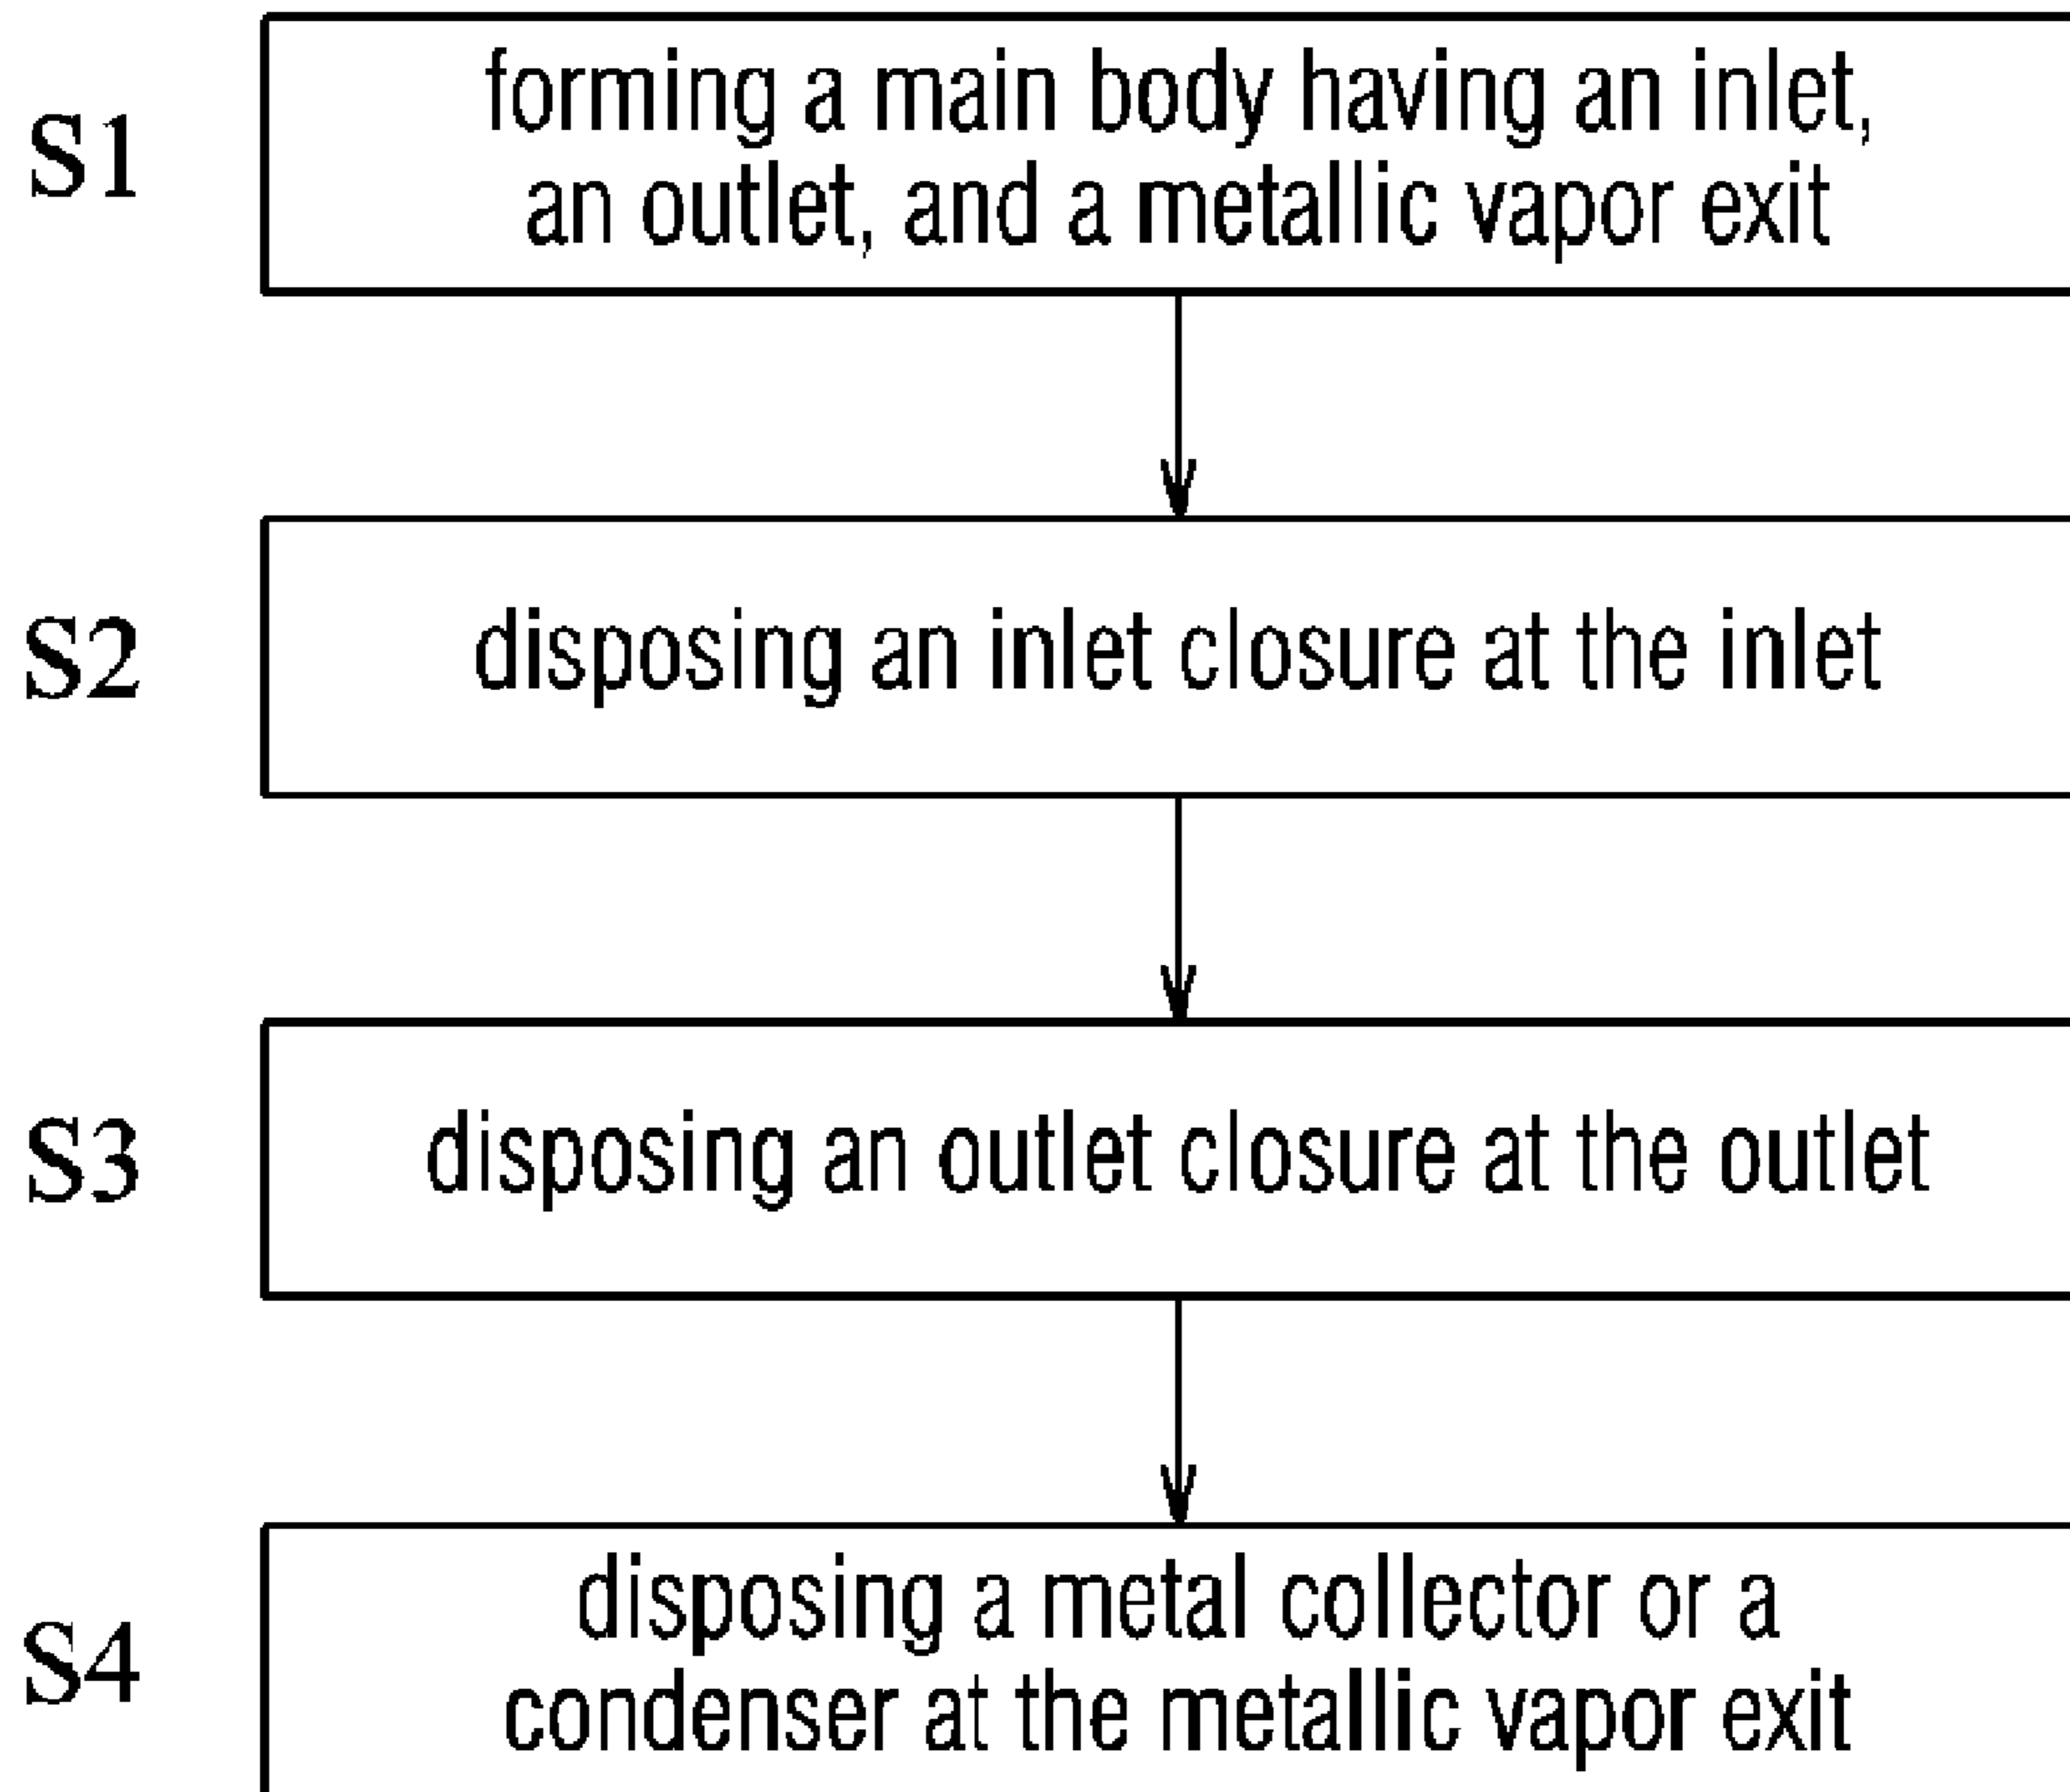 S1
forming a main body having an inlet,
an outlet, and a metallic vapor exit
S2
disposing an inlet closure at the inlet
S3
disposing an outlet closure at the outlet
S4
disposing a metal collector or a
condenser at the metallic vapor exit